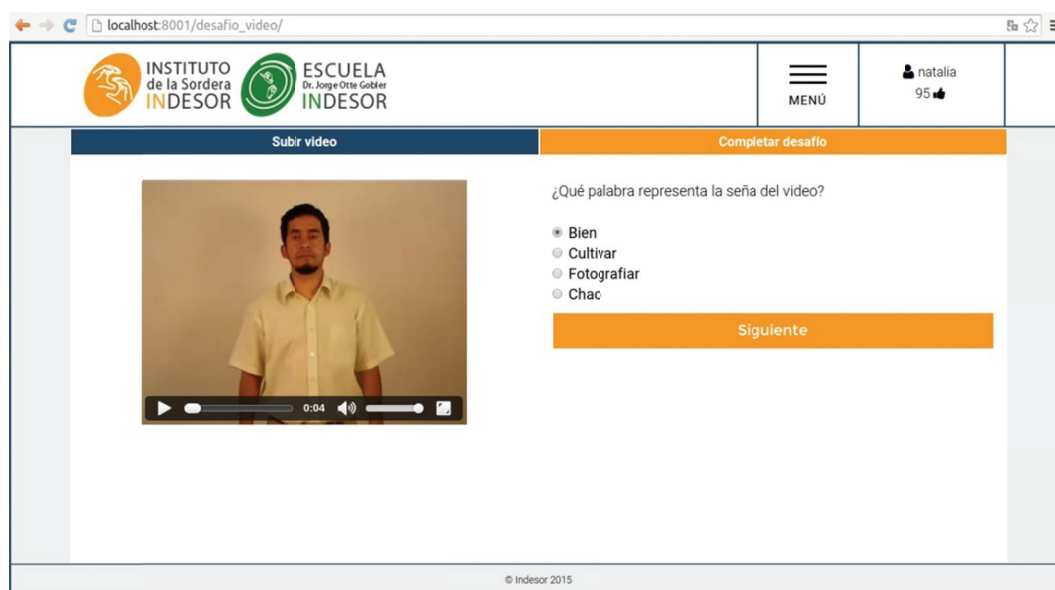 localhost:8001/desafio_video/
INSTITUTO
de la Sordera
INDESOR
ESCUELA
Dr. Jorge Otte Gobler
INDESOR
MENÚ
natalia
95
Subir video
Completar desafío
¿Qué palabra representa la seña del video?
Bien
Cultivar
Fotografiar
Chao
Siguiente
0:04
© Indesor 2015